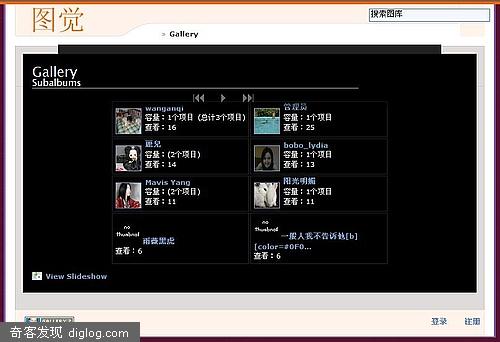 图觉
搜索图库
» Gallery
Gallery
Subalbums
wanganqi
容量：1个项目 (总计3个项目)
查看：16
管理员
容量：1个项目
查看：25
容量：(2个项目)
查看：14
bobo_lydia
容量：1个项目
查看：13
Mavis Yang
容量：(2个项目)
查看：11
阳光明媚
容量：1个项目
查看：11
no
thumbnail
雨薇黑虎
查看：6
no
thumbnail
一般人我不告诉他[b]
[color=#0F0...
查看：6
View Slideshow
登录 注册
GALLERY 2
奇客发现 diglog.com